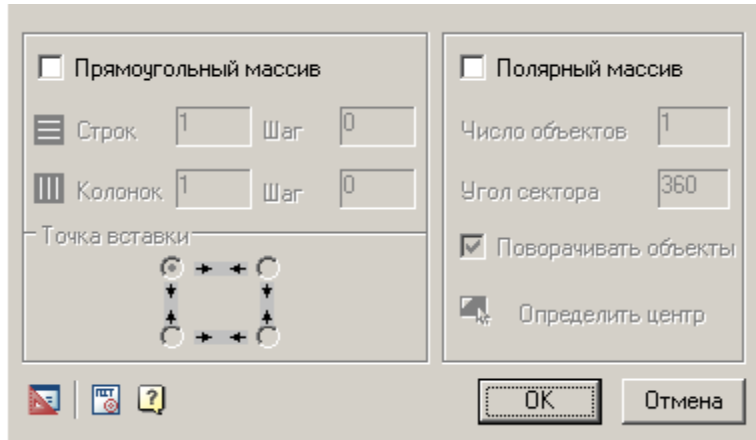 Прямоугольный массив
Строк 1 Шаг 0
Колонок 1 Шаг 0
Точка вставки
Полярный массив
Число объектов 1
Угол сектора 360
Поворачивать объекты
Определить центр
ГОСТ
?
OK Отмена